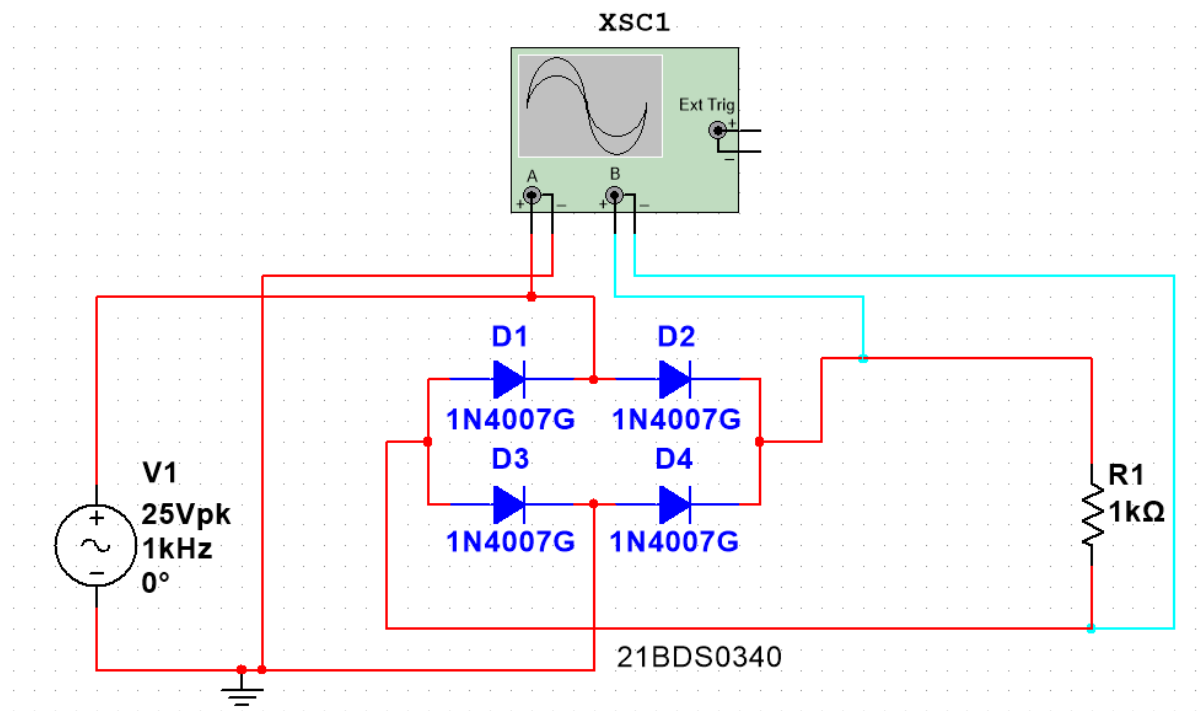 XSC1
Ext Trig
+
_
A
B
+ _ + _
D1 D2
1N4007G 1N4007G
D3 D4
1N4007G 1N4007G
V1
25Vpk
1kHz
0°
+
−
R1
1kΩ
21BDS0340